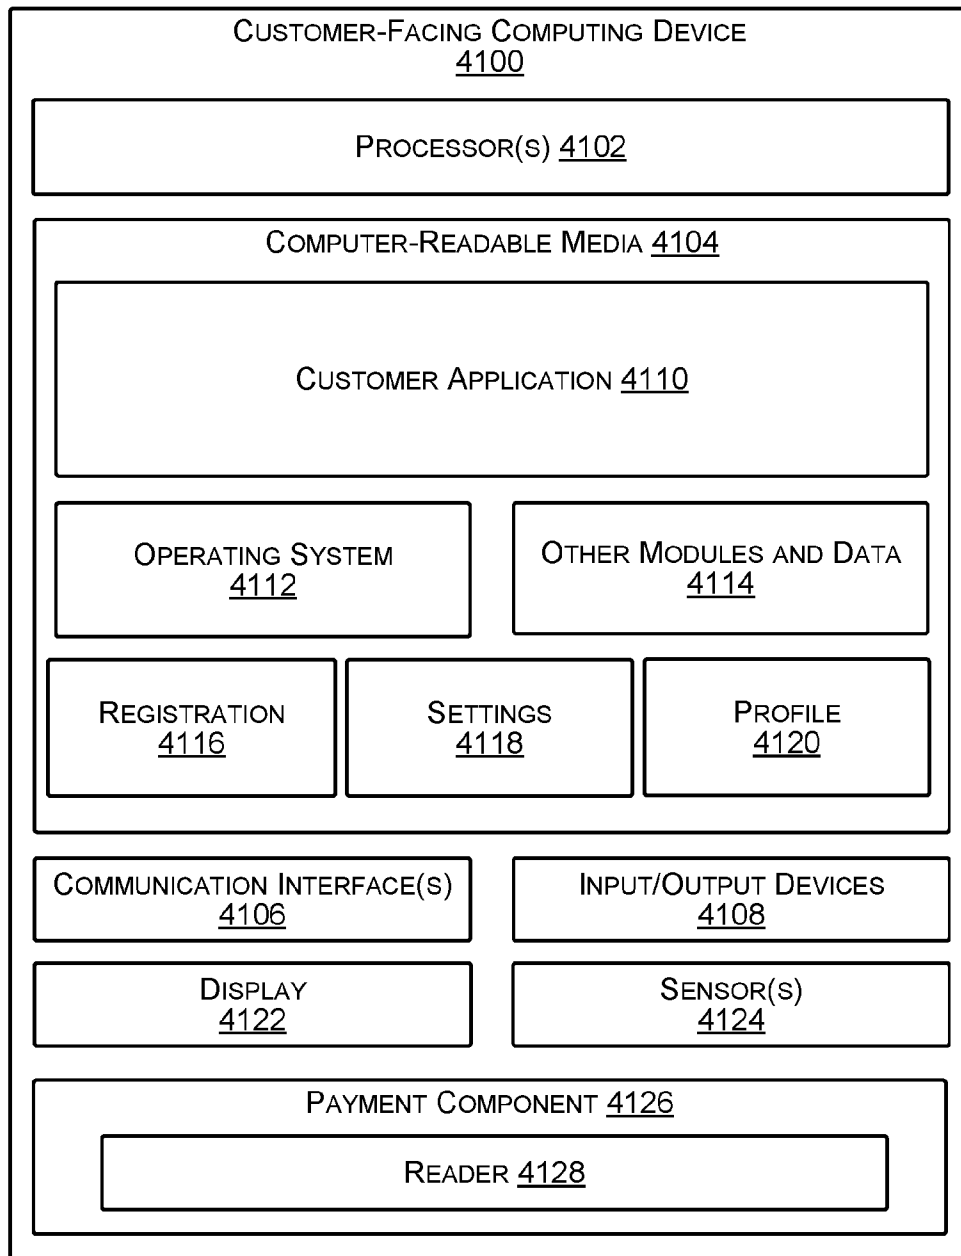 CUSTOMER-FACING COMPUTING DEVICE
4100
PROCESSOR(S) 4102
COMPUTER-READABLE MEDIA 4104
CUSTOMER APPLICATION 4110
OPERATING SYSTEM
4112
OTHER MODULES AND DATA
4114
REGISTRATION
4116
SETTINGS
4118
PROFILE
4120
COMMUNICATION INTERFACE(S)
4106
INPUT/OUTPUT DEVICES
4108
DISPLAY
4122
SENSOR(S)
4124
PAYMENT COMPONENT 4126
READER 4128